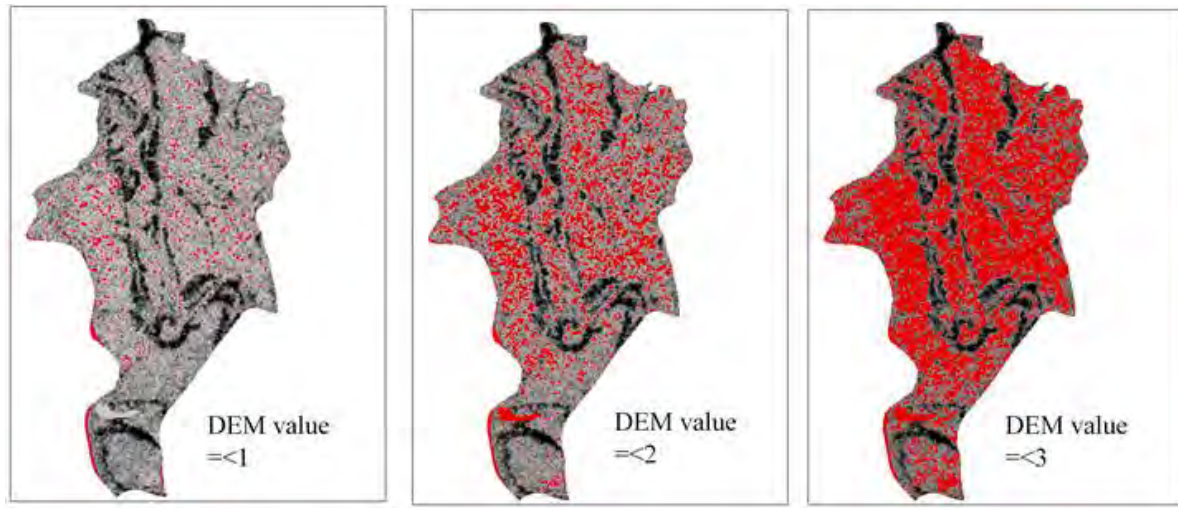 DEM value
=<1
DEM value
=<2
DEM value
=<3